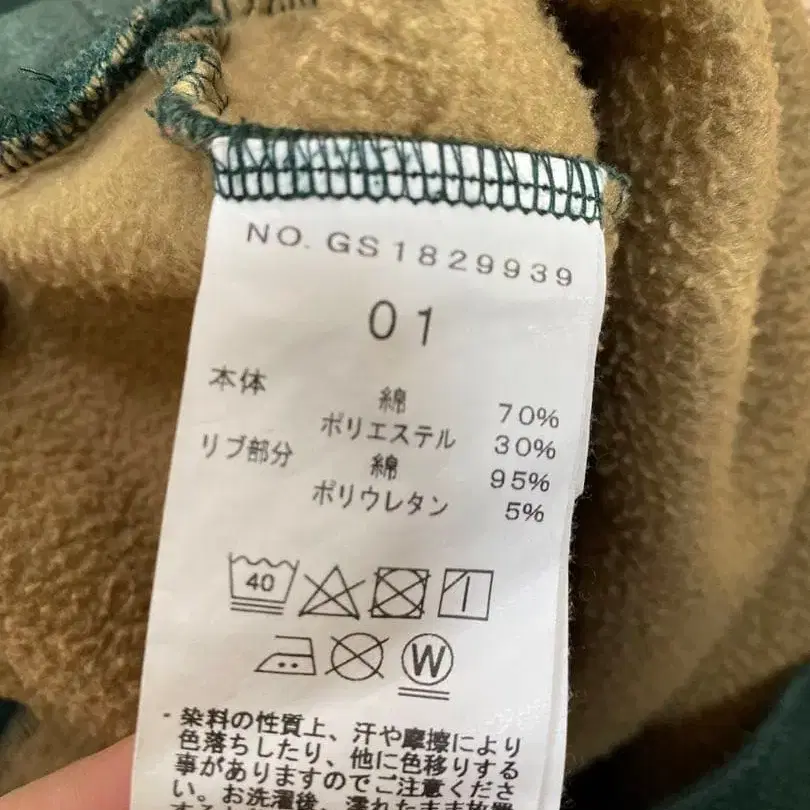 NO. GS1829939
01
本体 綿 70%
ポリエステル 30%
リブ部分 綿 95%
ポリウレタン 5%
40
W
・染料の性質上、汗や摩擦により
色落ちしたり、他に色移りする
事がありますのでご注意くださ
い。お洗濯後、濡れたまま放置